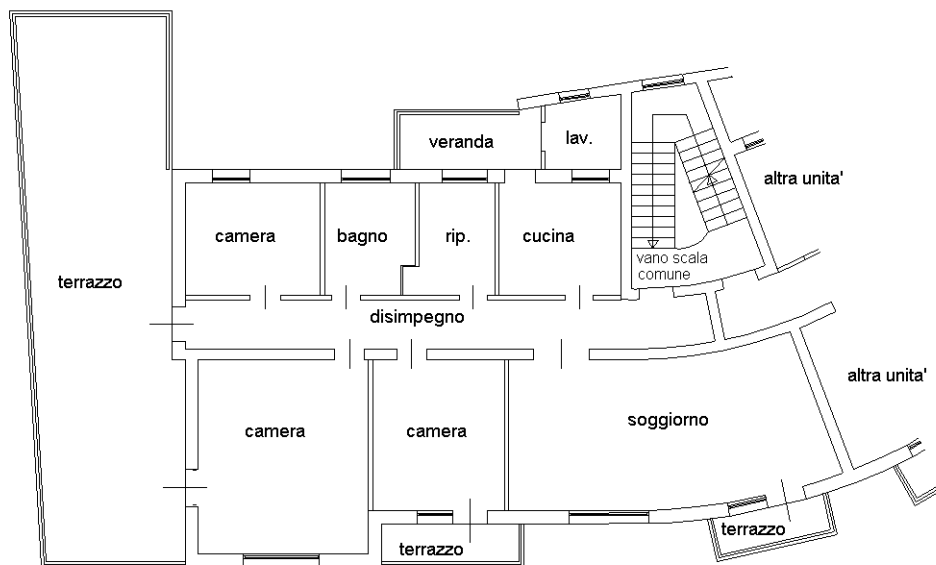 veranda
lav.
altra unita'
camera
bagno
rip.
cucina
vano scala
comune
terrazzo
disimpegno
altra unita'
camera
camera
soggiorno
terrazzo
terrazzo